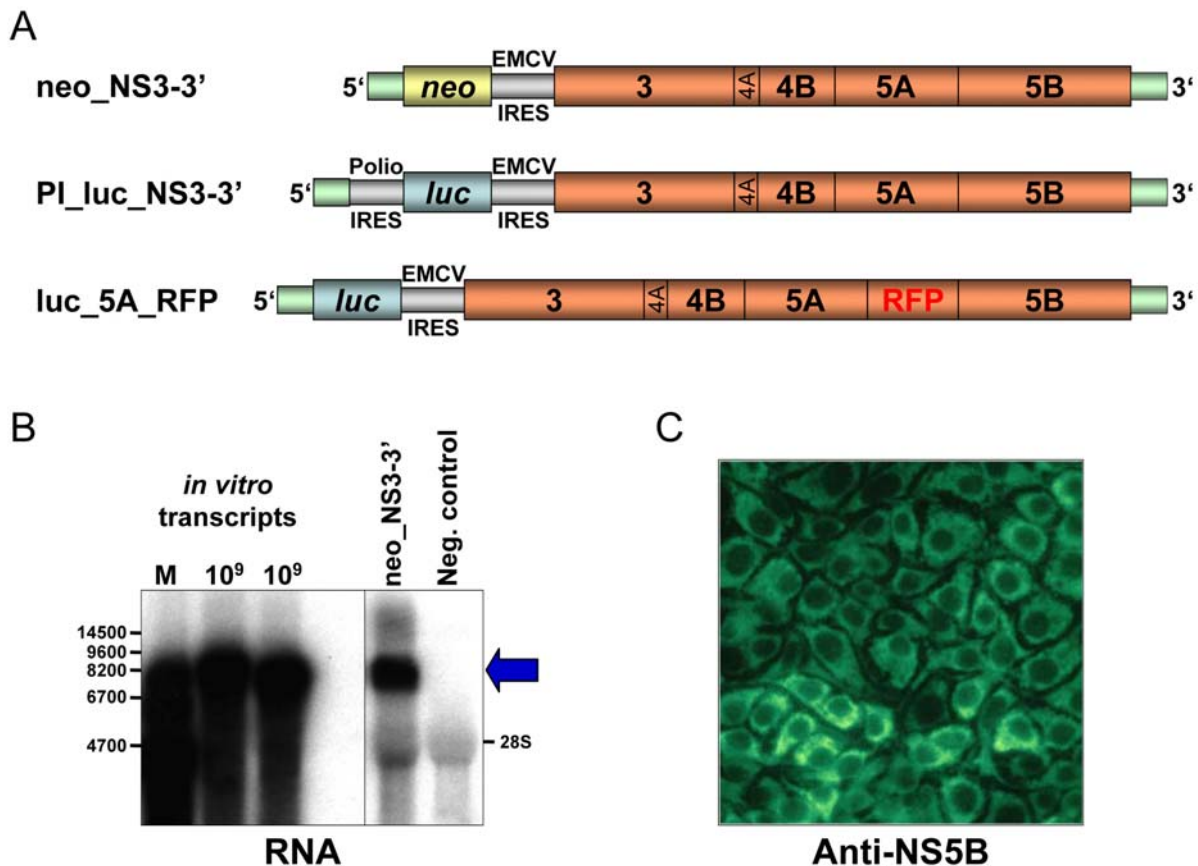 A
neo_NS3-3’
5‘ neo EMCV IRES 3 4A 4B 5A 5B 3‘
PI_luc_NS3-3’
5‘ Polio IRES luc EMCV IRES 3 4A 4B 5A 5B 3‘
luc_5A_RFP
5‘ luc EMCV IRES 3 4A 4B 5A RFP 5B 3‘
B
in vitro
transcripts
M 10⁹ 10⁹
neo_NS3-3’
Neg. control
14500
9600
8200
6700
4700
28S
RNA
C
Anti-NS5B